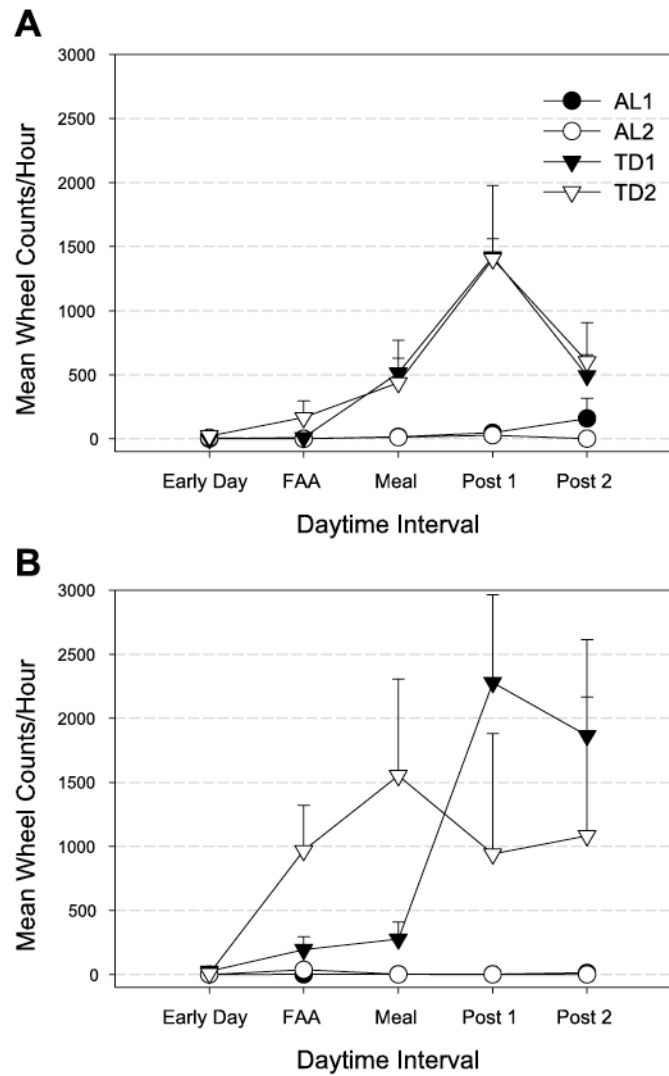 A
3000
2500
2000
1500
1000
500
0
Mean Wheel Counts/Hour
AL1
AL2
TD1
TD2
Early Day FAA Meal Post 1 Post 2
Daytime Interval
B
3000
2500
2000
1500
1000
500
0
Mean Wheel Counts/Hour
Early Day FAA Meal Post 1 Post 2
Daytime Interval